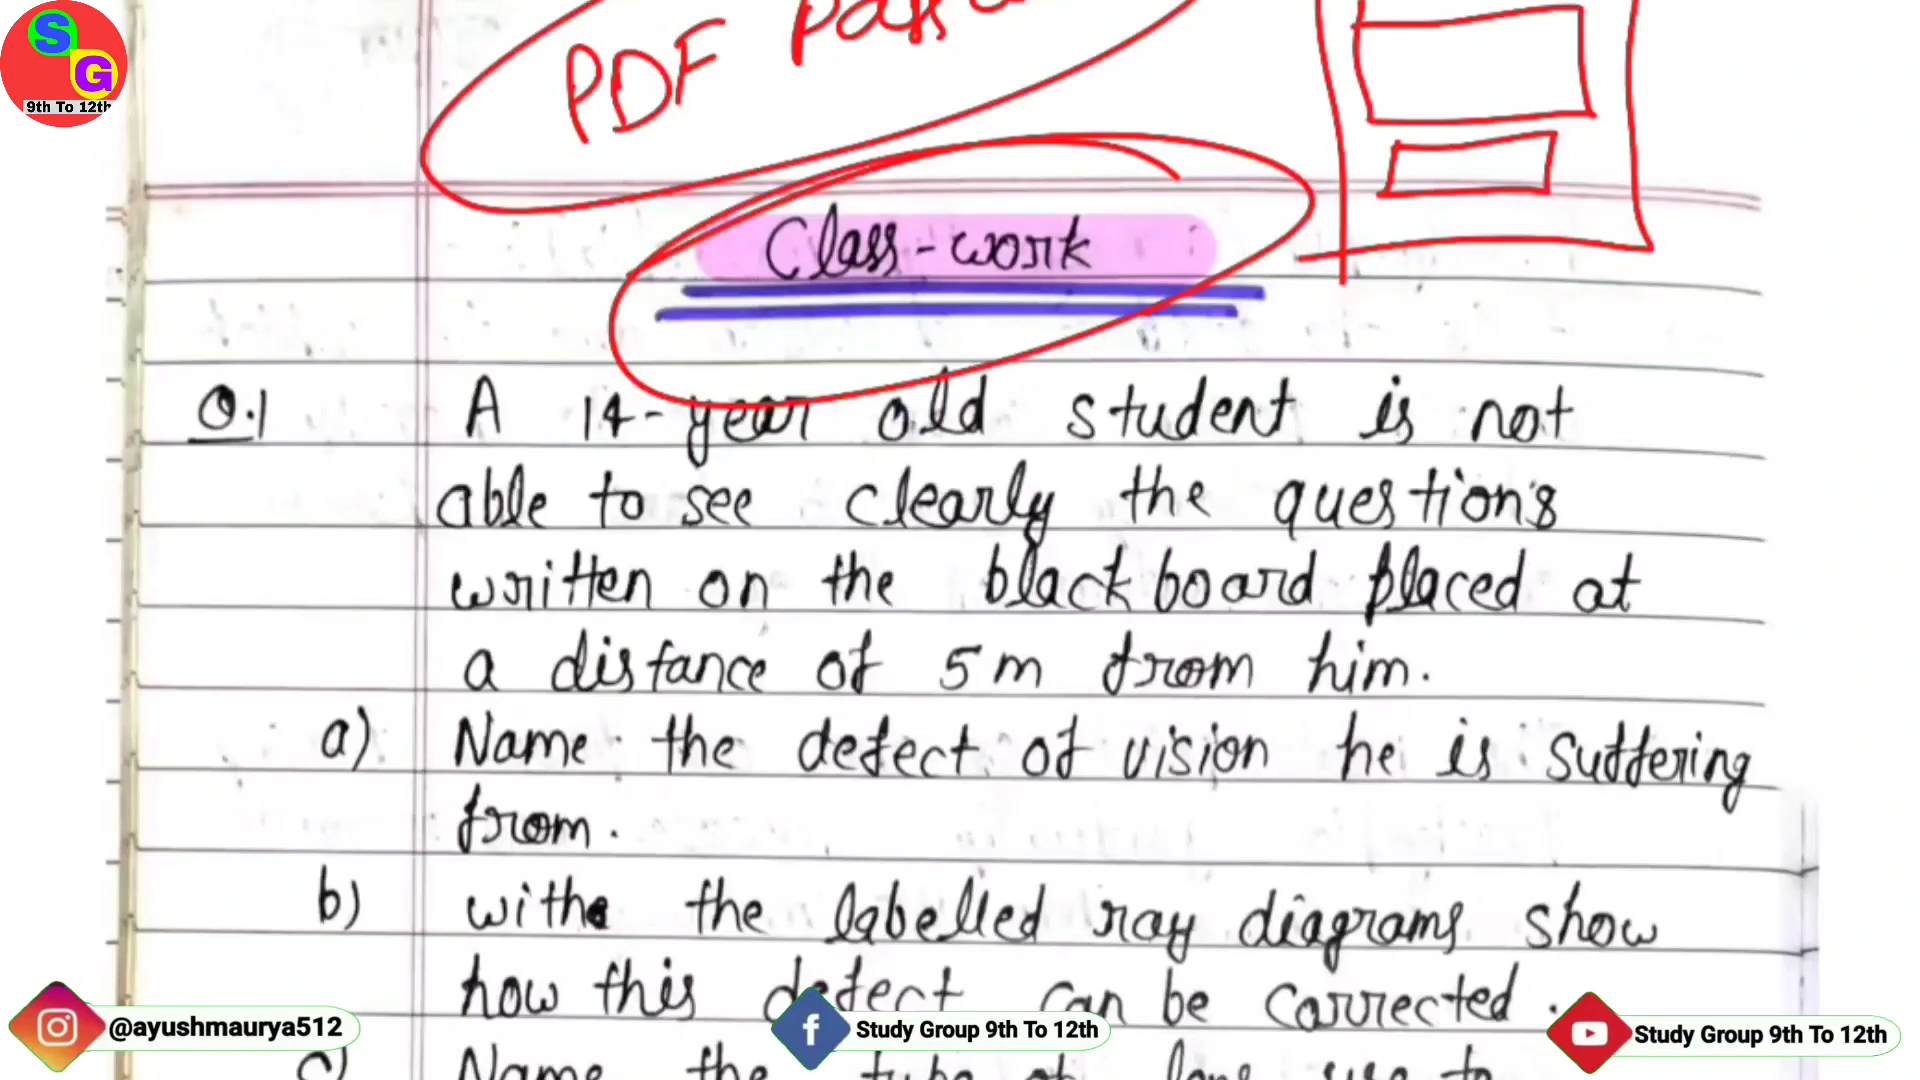 SG
9th To 12th
PDF
Class-work
Q.1 A 14-year old student is not
able to see clearly the questions
written on the blackboard placed at
a distance of 5m from him.
a) Name the defect of vision he is suffering
from.
b) with the labelled ray diagrams show
how this defect can be corrected.
c) Name the
@ayushmaurya512
Study Group 9th To 12th
Study Group 9th To 12th